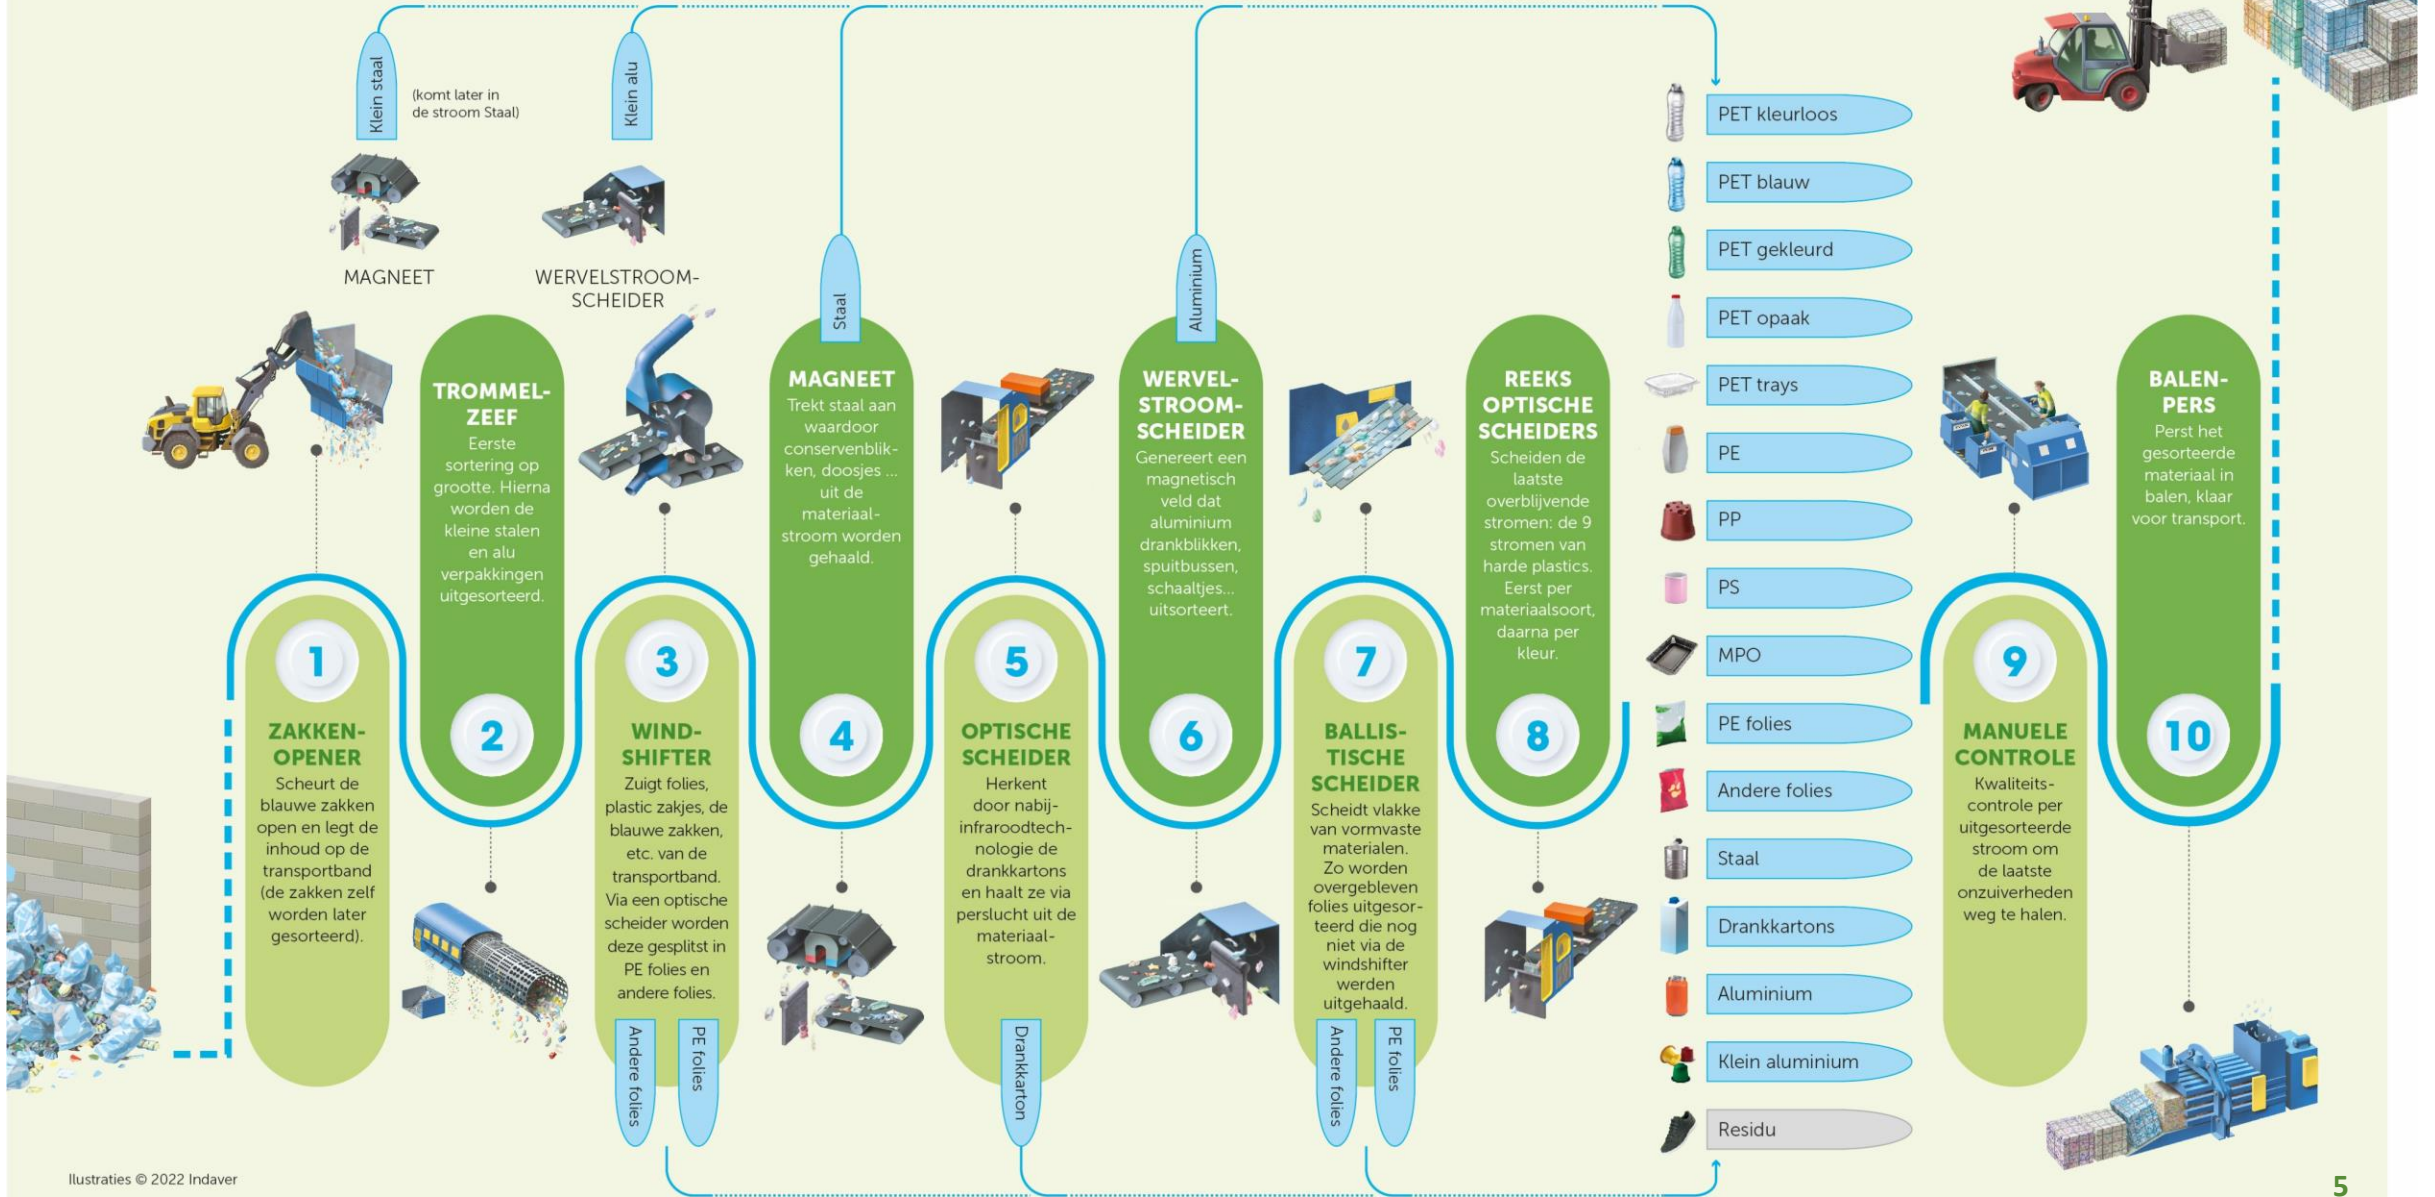 Klein staal
(komt later in
de stroom Staal)
Klein alu
MAGNEET
WERVELSTROOM-
SCHEIDER
1
ZAKKEN-
OPENER
Scheurt de
blauwe zakken
open en legt de
inhoud op de
transportband
(de zakken zelf
worden later
gesorteerd).
TROMMEL-
ZEEF
Eerste
sortering op
grootte. Hierna
worden de
kleine stalen
en alu
verpakkingen
uitgesorteerd.
2
3
WIND-
SHIFTER
Zuigt folies,
plastic zakjes, de
blauwe zakken,
etc. van de
transportband.
Via een optische
scheider worden
deze gesplitst in
PE folies en
andere folies.
Andere folies
PE folies
Staal
MAGNEET
Trekt staal aan
waardoor
conservenblik-
ken, doosjes ...
uit de
materiaal-
stroom worden
gehaald.
4
5
OPTISCHE
SCHEIDER
Herkent
door nabij-
infraroodtech-
nologie de
drankkartons
en haalt ze via
perslucht uit de
materiaal-
stroom.
Drankkarton
Aluminium
WERVEL-
STROOM-
SCHEIDER
Genereert een
magnetisch
veld dat
aluminium
drankblikken,
spuitbussen,
schaaltjes...
uitsorteert.
6
7
BALLIS-
TISCHE
SCHEIDER
Scheidt vlakke
van vormvaste
materialen.
Zo worden
overgebleven
folies uitgesor-
teerd die nog
niet via de
windshifter
werden
uitgehaald.
Andere folies
PE folies
REEKS
OPTISCHE
SCHEIDERS
Scheiden de
laatste
overblijvende
stromen: de 9
stromen van
harde plastics.
Eerst per
materiaalsoort,
daarna per
kleur.
8
PET kleurloos
PET blauw
PET gekleurd
PET opaak
PET trays
PE
PP
PS
MPO
PE folies
Andere folies
Staal
Drankkartons
Aluminium
Klein aluminium
Residu
9
MANUELE
CONTROLE
Kwaliteits-
controle per
uitgesorteerde
stroom om
de laatste
onzuiverheden
weg te halen.
BALEN-
PERS
Perst het
gesorteerde
materiaal in
balen, klaar
voor transport.
10
Ilustraties © 2022 Indaver
5